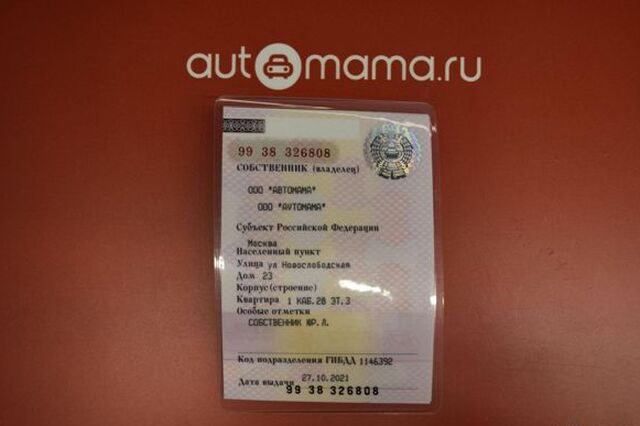 automama.ru
99 38 326808
СОБСТВЕННИК (владелец)
ООО "АВТОМАМА"
ООО "AVTOMAMA"
Субъект Российской Федерации
Москва
Населенный пункт
Улица ул Новослободская
Дом 23
Корпус(строение)
Квартира 1 КАБ.2В ЭТ.3
Особые отметки
СОБСТВЕННИК ЮР.Л.
Код подразделения ГИБДД 1146392
Дата выдачи 27.10.2021
99 38 326808